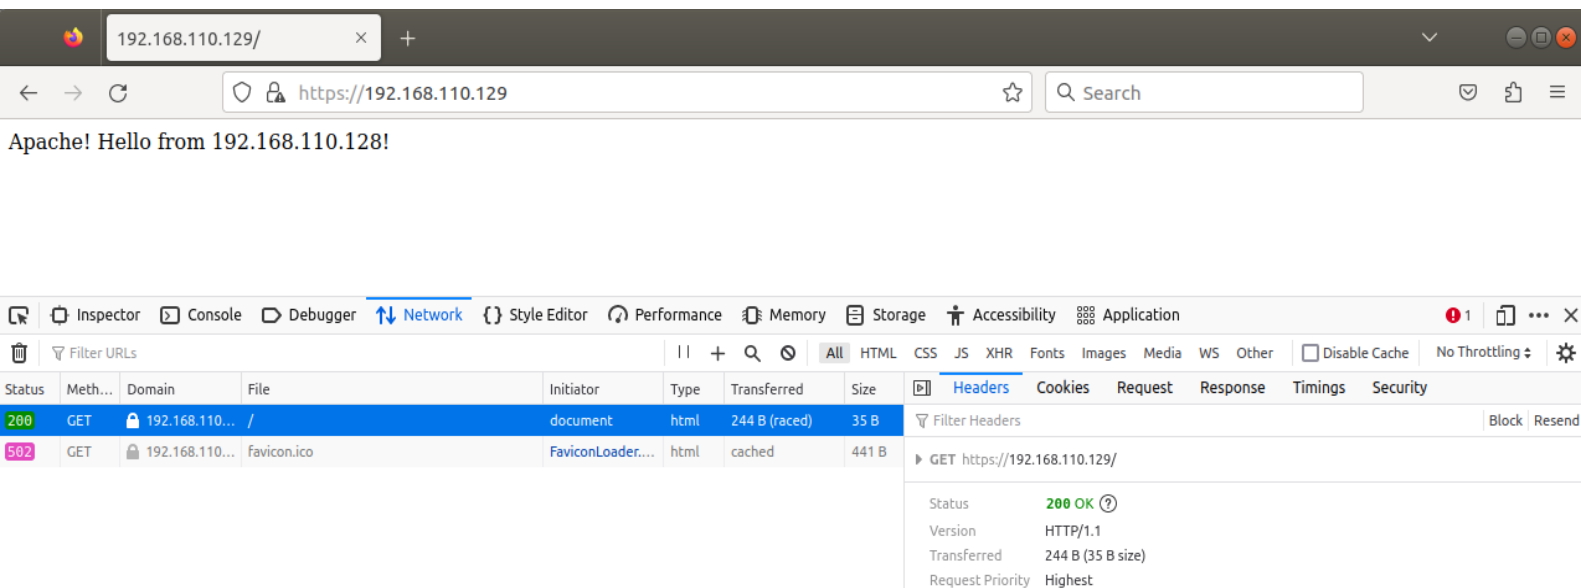 192.168.110.129/
https://192.168.110.129
Search
Apache! Hello from 192.168.110.128!
Inspector Console Debugger Network Style Editor Performance Memory Storage Accessibility Application 1
Filter URLs All HTML CSS JS XHR Fonts Images Media WS Other Disable Cache No Throttling
Status Meth... Domain File Initiator Type Transferred Size Headers Cookies Request Response Timings Security
200 GET 192.168.110... / document html 244 B (raced) 35 B Filter Headers Block Resend
502 GET 192.168.110... favicon.ico FaviconLoader.... html cached 441 B
GET https://192.168.110.129/
Status 200 OK
Version HTTP/1.1
Transferred 244 B (35 B size)
Request Priority Highest